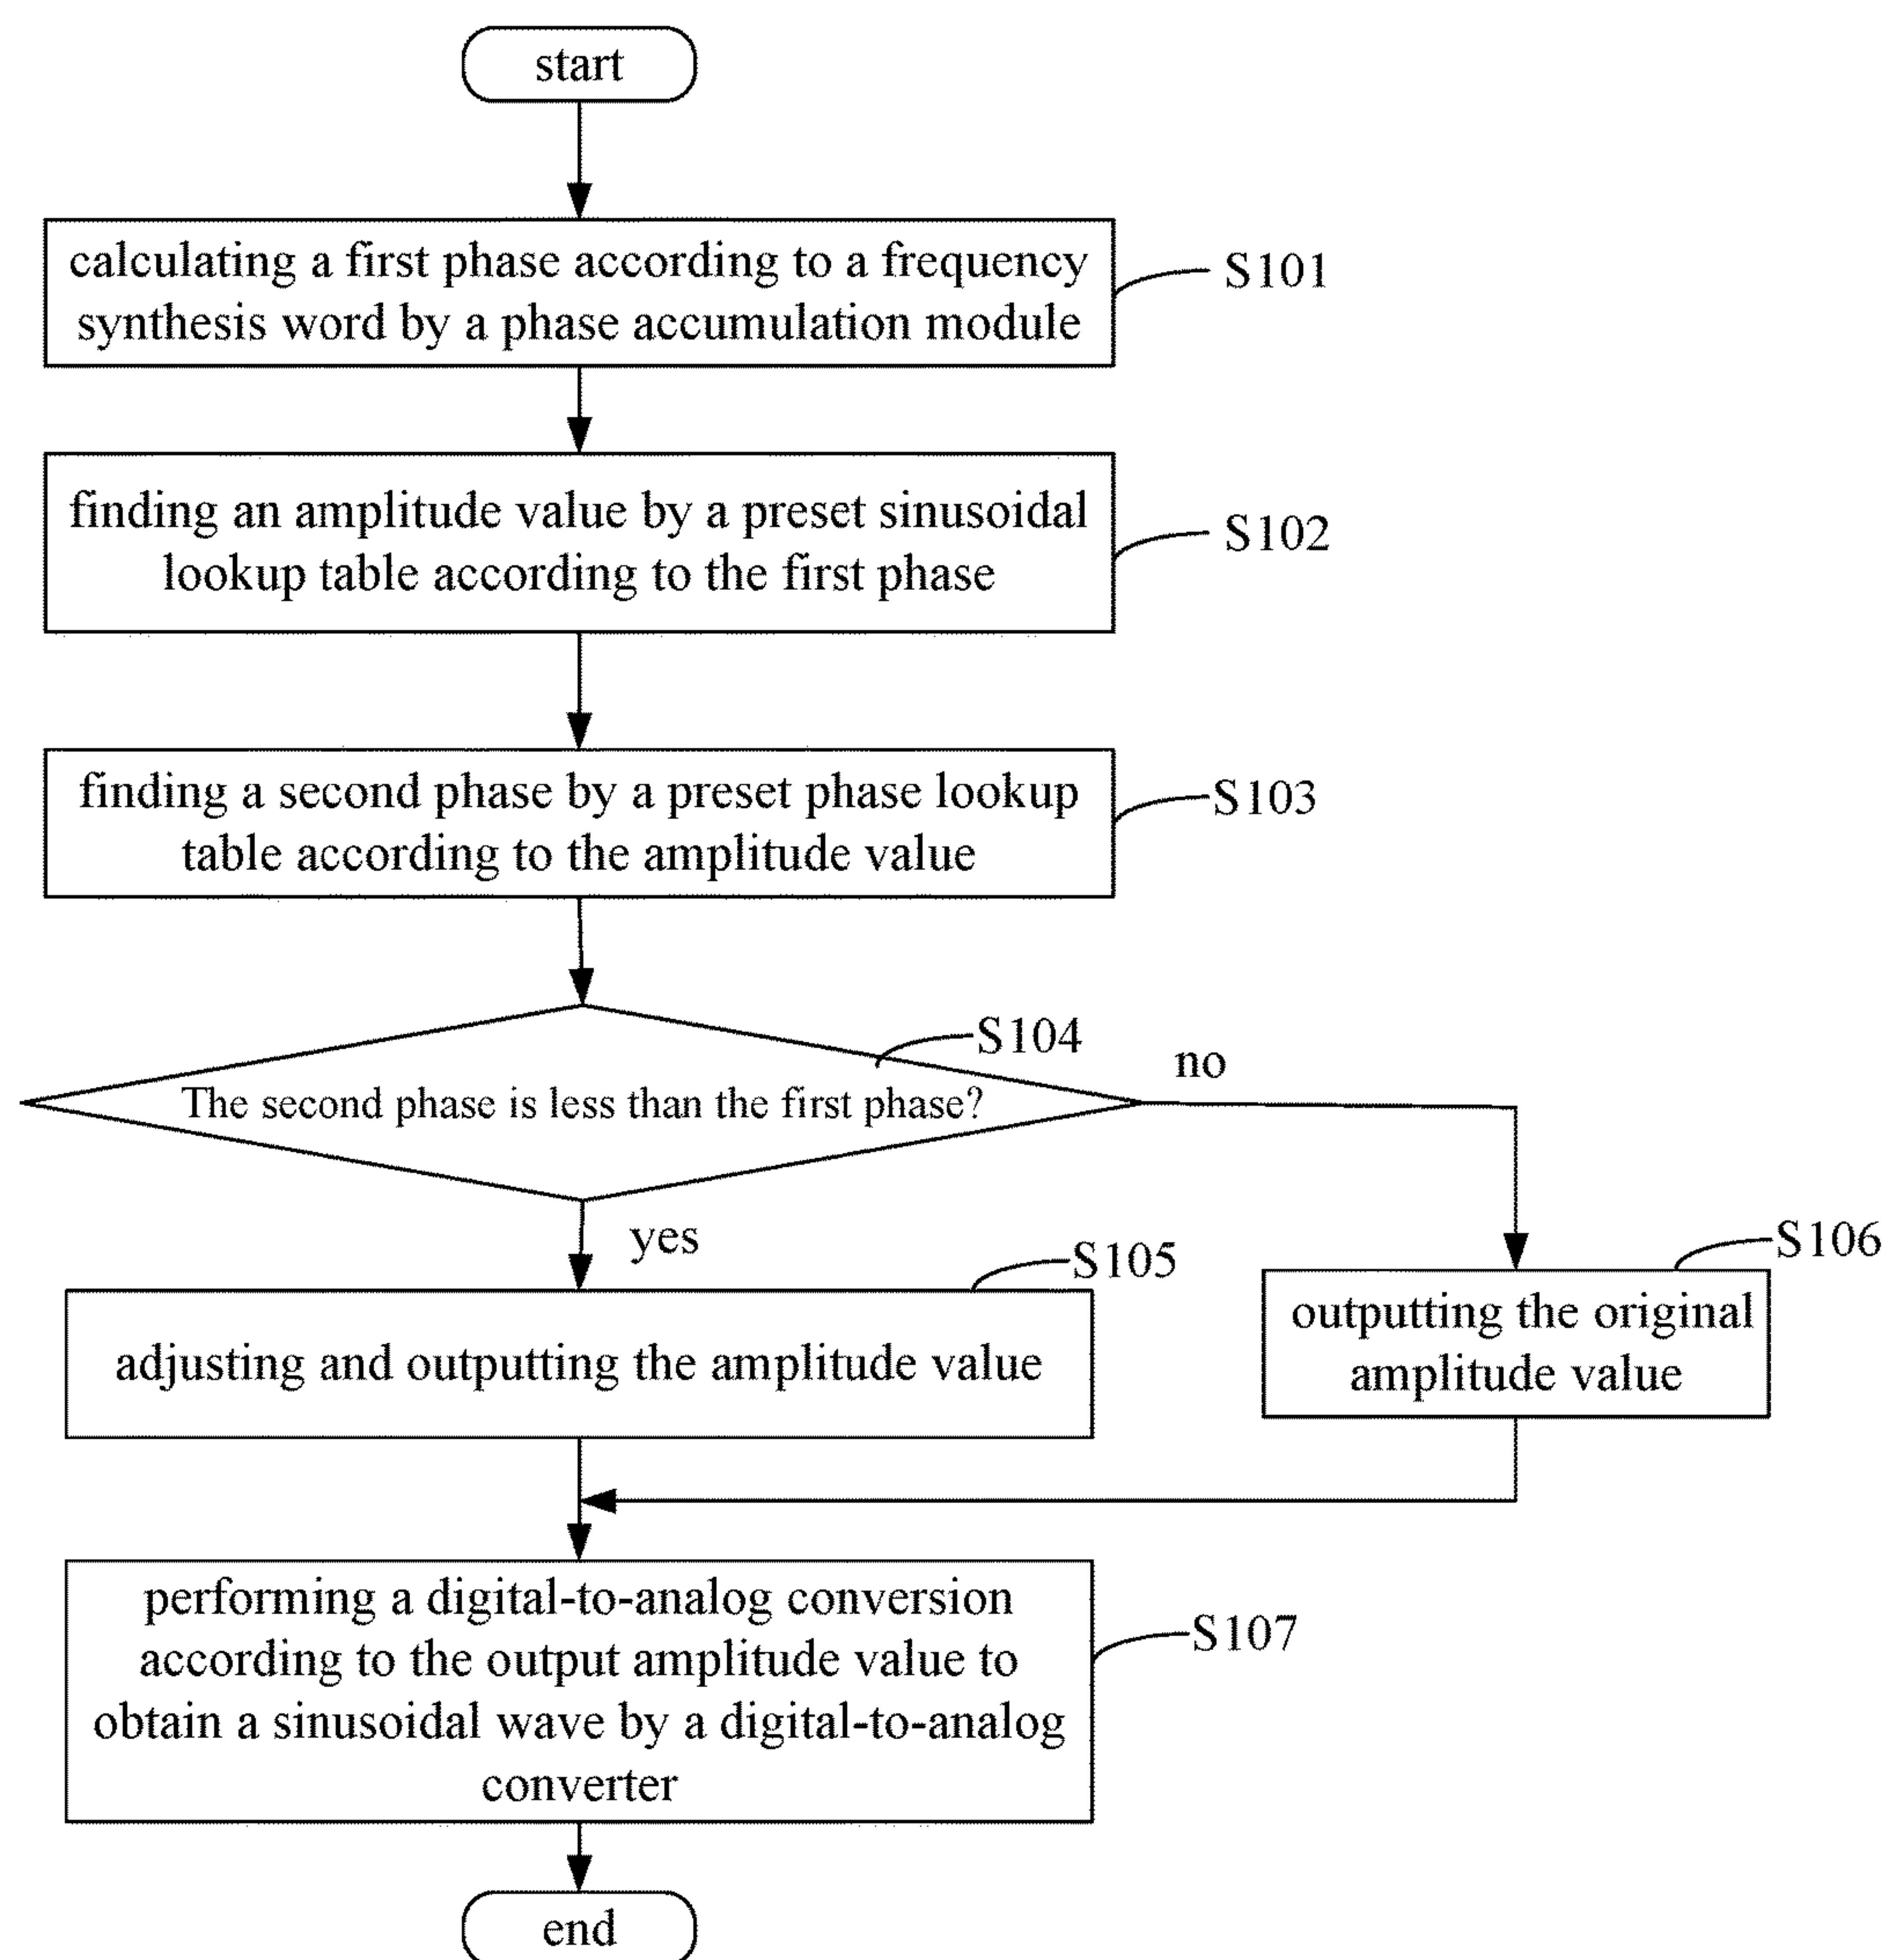 start
calculating a first phase according to a frequency
synthesis word by a phase accumulation module
S101
finding an amplitude value by a preset sinusoidal
lookup table according to the first phase
S102
finding a second phase by a preset phase lookup
table according to the amplitude value
S103
S104
The second phase is less than the first phase?
no
yes
S105
adjusting and outputting the amplitude value
S106
outputting the original
amplitude value
performing a digital-to-analog conversion
according to the output amplitude value to
obtain a sinusoidal wave by a digital-to-analog
converter
S107
end